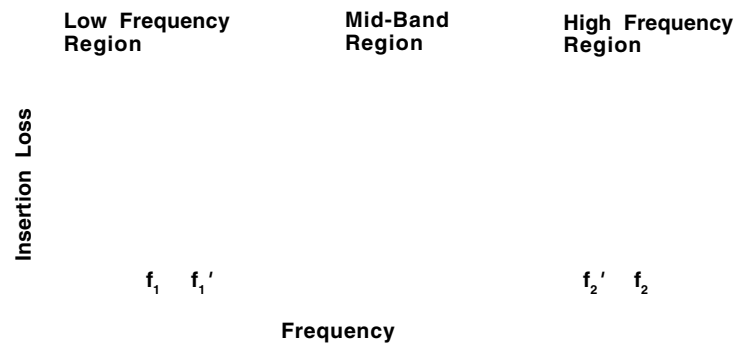 Low Frequency
Region
Mid-Band
Region
High Frequency
Region
Insertion Loss
f₁ f₁′ f₂′ f₂
Frequency